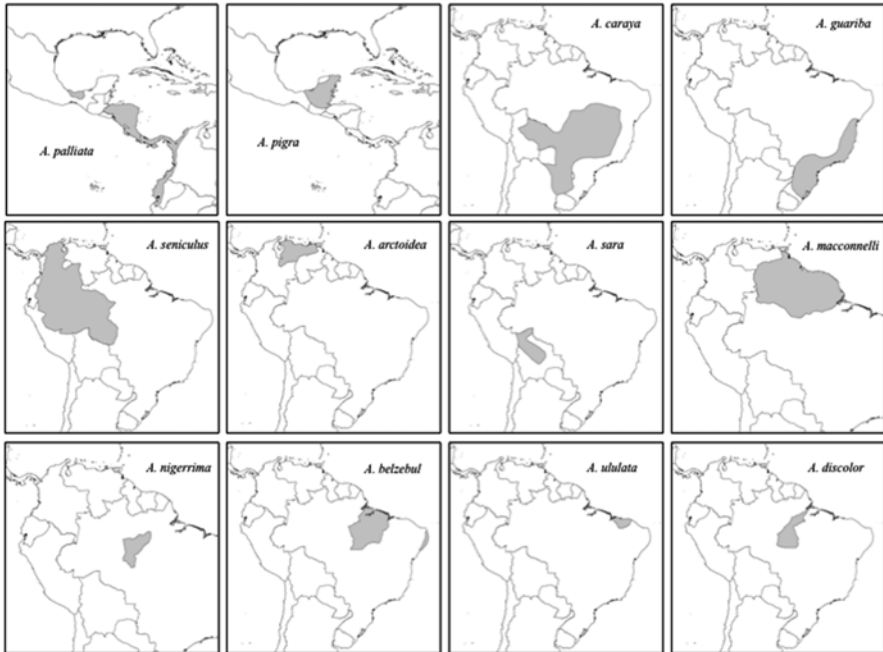 A. palliata
A. pigra
A. caraya
A. guariba
A. seniculus
A. arctoidea
A. sara
A. macconnelli
A. nigerrima
A. belzebul
A. ululata
A. discolor